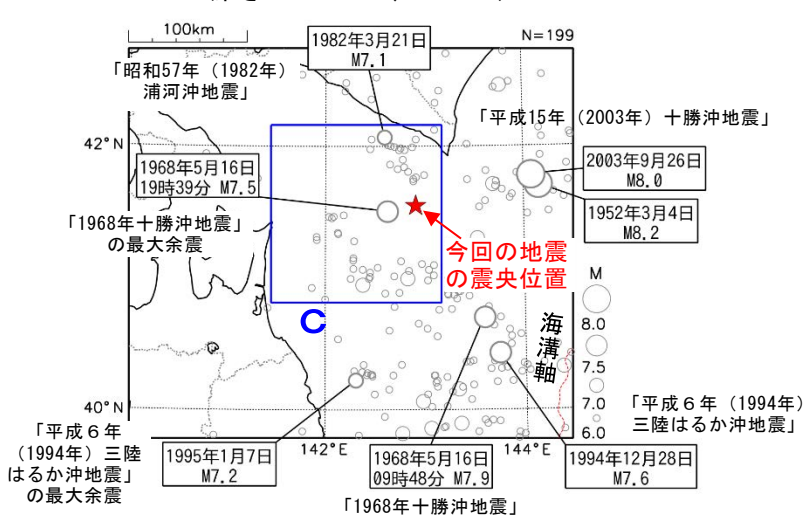 100km
N=199
1982年3月21日
M7.1
「昭和57年（1982年）
浦河沖地震」
「平成15年（2003年）十勝沖地震」
42°N
1968年5月16日
19時39分 M7.5
2003年9月26日
M8.0
1952年3月4日
M8.2
「1968年十勝沖地震」
の最大余震
今回の地震
の震央位置
M
8.0
7.5
7.0
6.0
C
海溝軸
40°N
142°E
144°E
「平成６年（1994年）
三陸はるか沖地震」
「平成６年
（1994年）三陸
はるか沖地震」
の最大余震
1995年1月7日
M7.2
1968年5月16日
09時48分 M7.9
1994年12月28日
M7.6
「1968年十勝沖地震」